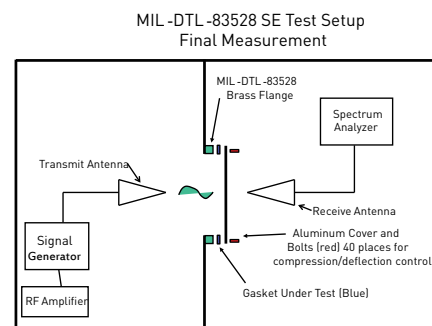 MIL-DTL-83528 SE Test Setup
Final Measurement
MIL-DTL-83528
Brass Flange
Spectrum
Analyzer
Transmit Antenna
Receive Antenna
Signal
Generator
Aluminum Cover and
Bolts (red) 40 places for
compression/deflection control
RF Amplifier
Gasket Under Test (Blue)